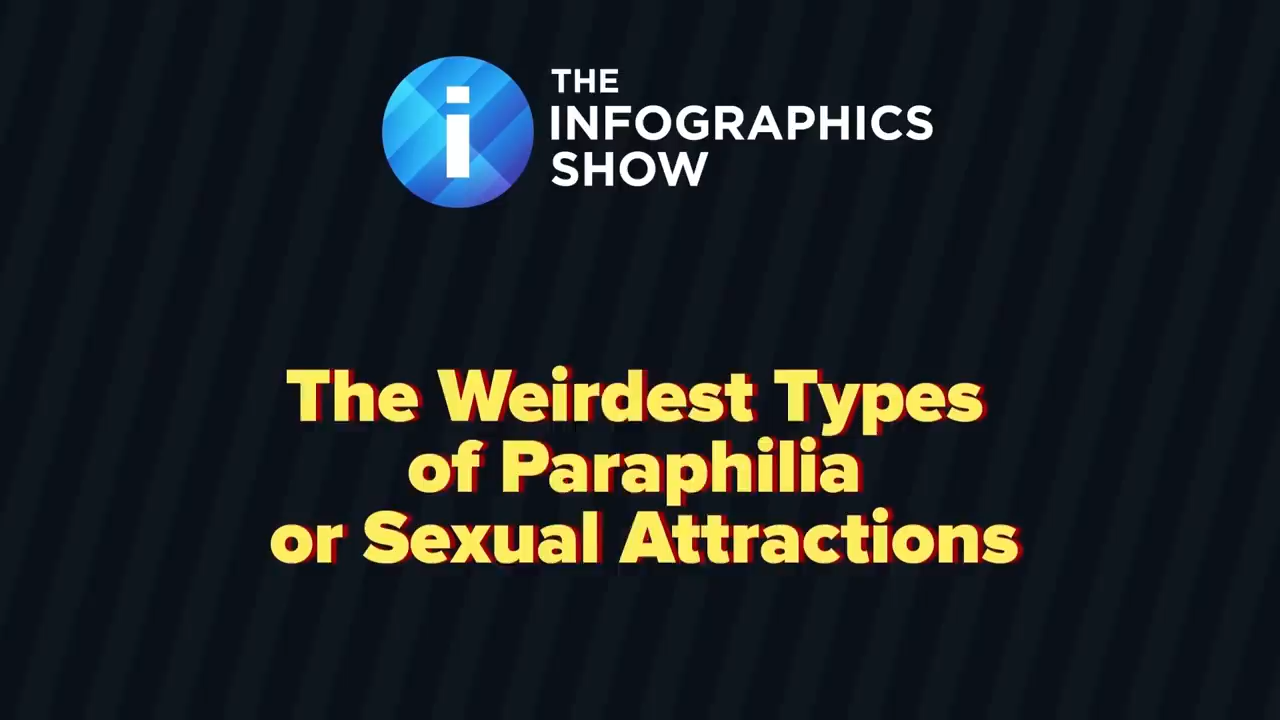 i
THE
INFOGRAPHICS
SHOW
The Weirdest Types
of Paraphilia
or Sexual Attractions